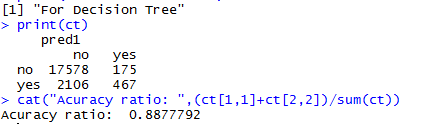 [1] "For Decision Tree"
> print(ct)
pred1
no yes
no 17578 175
yes 2106 467
> cat("Acuracy ratio: ",(ct[1,1]+ct[2,2])/sum(ct))
Acuracy ratio: 0.8877792